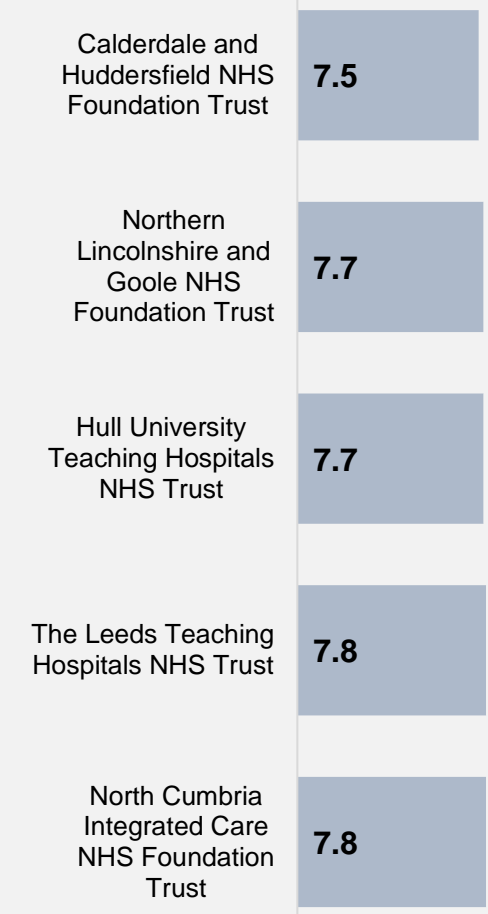 Calderdale and
Huddersfield NHS
Foundation Trust
7.5
Northern
Lincolnshire and
Goole NHS
Foundation Trust
7.7
Hull University
Teaching Hospitals
NHS Trust
7.7
The Leeds Teaching
Hospitals NHS Trust
7.8
North Cumbria
Integrated Care
NHS Foundation
Trust
7.8